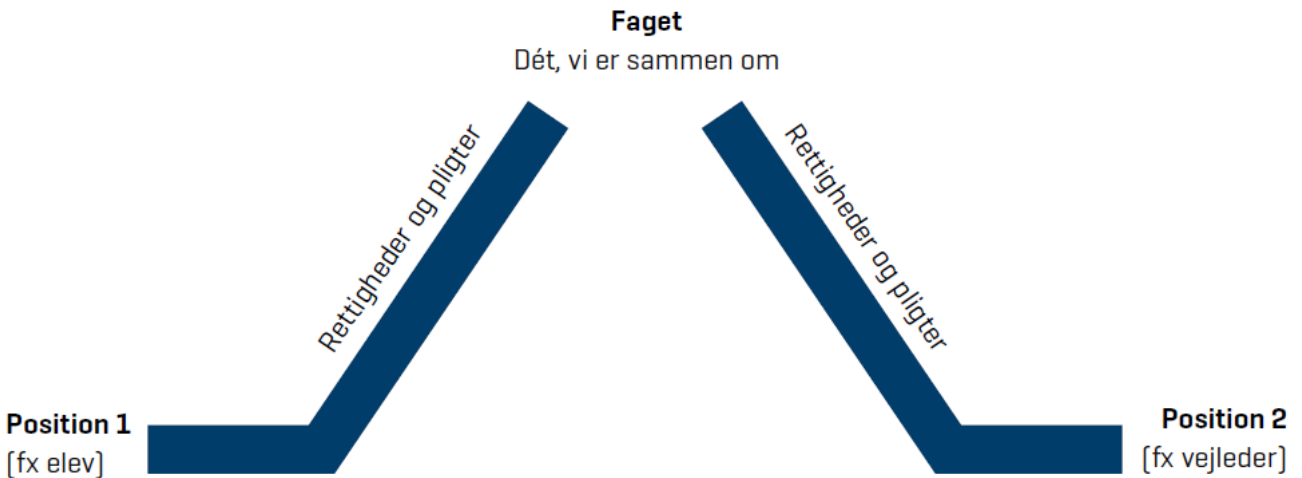 Faget
Dét, vi er sammen om
Rettigheder og pligter
Rettigheder og pligter
Position 1
(fx elev)
Position 2
(fx vejleder)